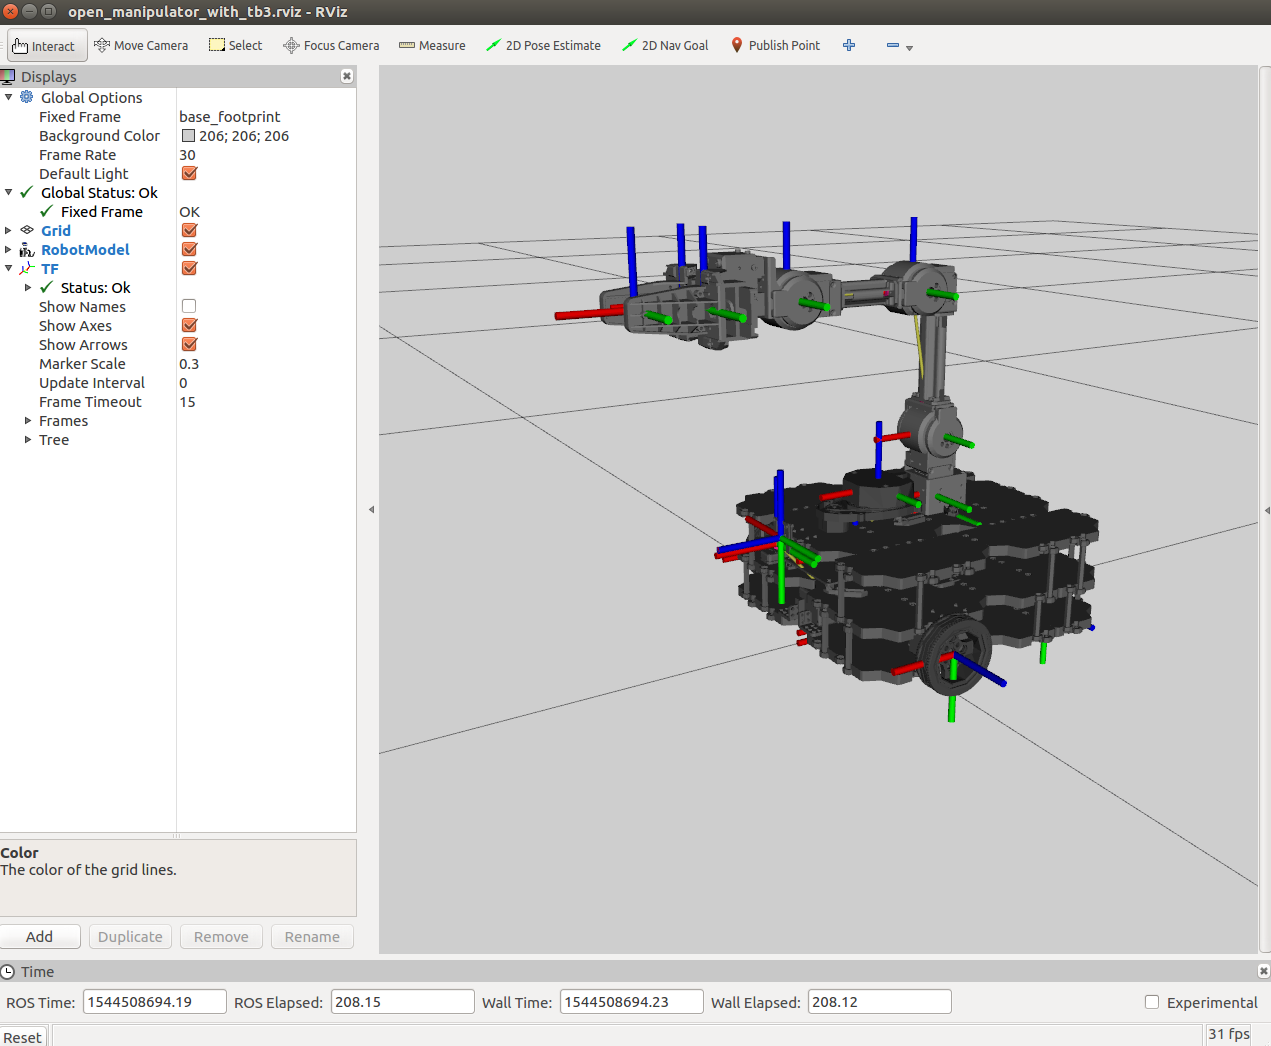 open_manipulator_with_tb3.rviz - RViz
Interact Move Camera Select Focus Camera Measure 2D Pose Estimate 2D Nav Goal Publish Point
Displays
Global Options
Fixed Frame base_footprint
Background Color 206; 206; 206
Frame Rate 30
Default Light
Global Status: Ok
Fixed Frame OK
Grid
RobotModel
TF
Status: Ok
Show Names
Show Axes
Show Arrows
Marker Scale 0.3
Update Interval 0
Frame Timeout 15
Frames
Tree
Color
The color of the grid lines.
Add Duplicate Remove Rename
Time
ROS Time: 1544508694.19 ROS Elapsed: 208.15 Wall Time: 1544508694.23 Wall Elapsed: 208.12 Experimental
Reset 31 fps